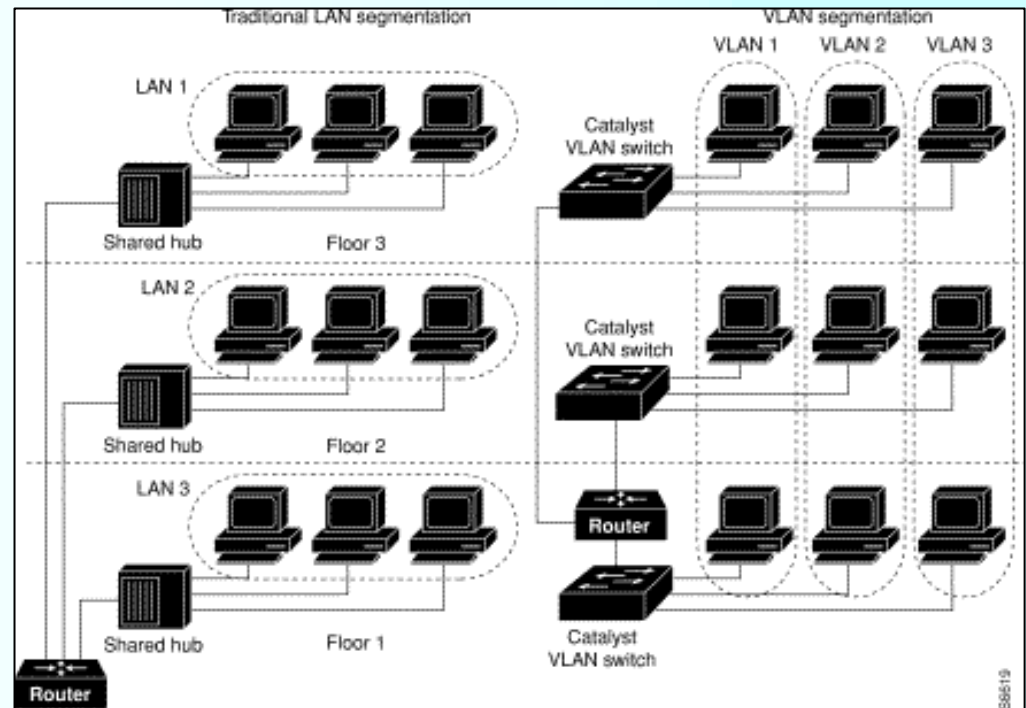 Traditional LAN segmentation
VLAN segmentation
VLAN 1
VLAN 2
VLAN 3
LAN 1
Catalyst
VLAN switch
Shared hub
Floor 3
LAN 2
Catalyst
VLAN switch
Shared hub
Floor 2
LAN 3
Router
Shared hub
Floor 1
Catalyst
VLAN switch
Router
S8619